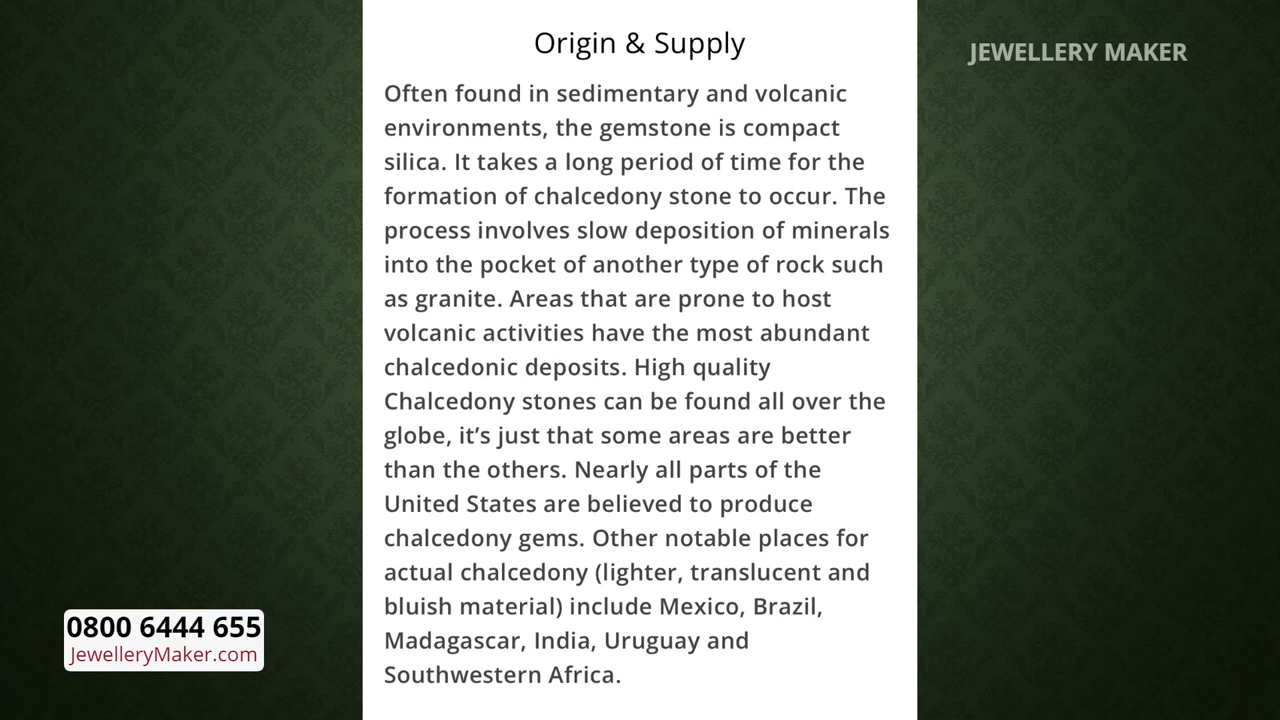 Origin & Supply
JEWELLERY MAKER
Often found in sedimentary and volcanic
environments, the gemstone is compact
silica. It takes a long period of time for the
formation of chalcedony stone to occur. The
process involves slow deposition of minerals
into the pocket of another type of rock such
as granite. Areas that are prone to host
volcanic activities have the most abundant
chalcedonic deposits. High quality
Chalcedony stones can be found all over the
globe, it’s just that some areas are better
than the others. Nearly all parts of the
United States are believed to produce
chalcedony gems. Other notable places for
actual chalcedony (lighter, translucent and
bluish material) include Mexico, Brazil,
Madagascar, India, Uruguay and
Southwestern Africa.
0800 6444 655
JewelleryMaker.com